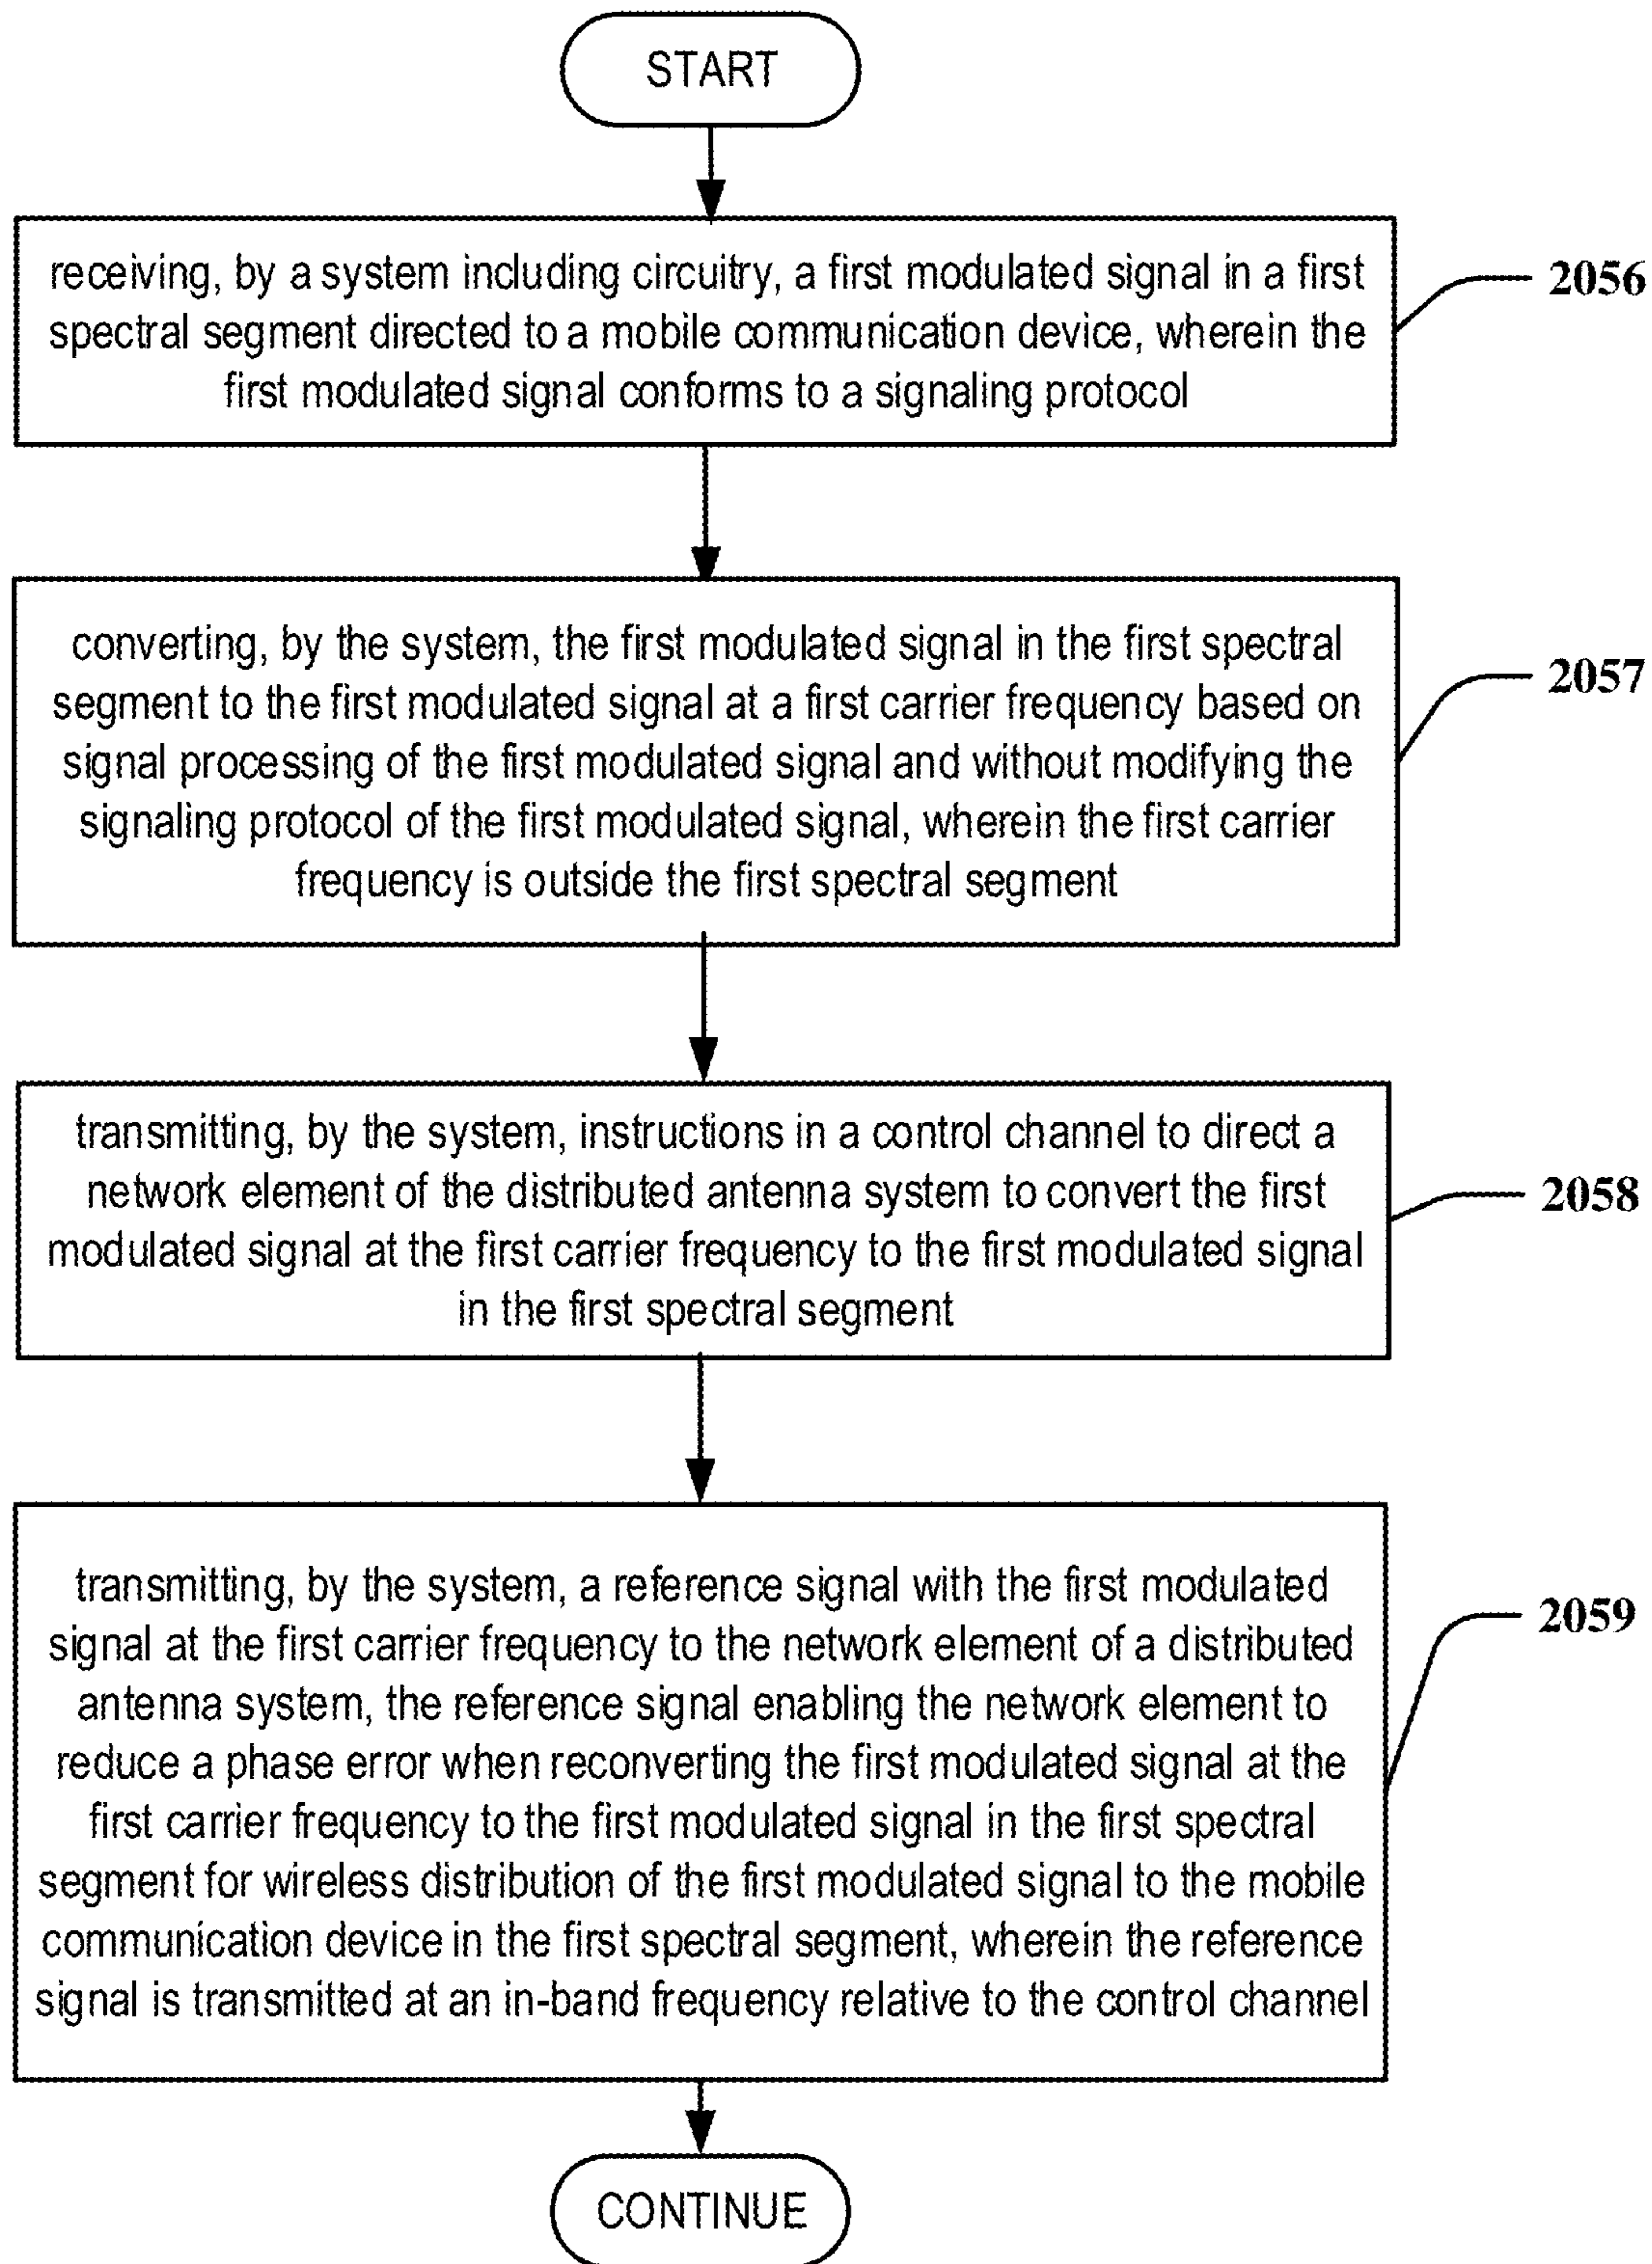 START
receiving, by a system including circuitry, a first modulated signal in a first
spectral segment directed to a mobile communication device, wherein the
first modulated signal conforms to a signaling protocol
2056
converting, by the system, the first modulated signal in the first spectral
segment to the first modulated signal at a first carrier frequency based on
signal processing of the first modulated signal and without modifying the
signaling protocol of the first modulated signal, wherein the first carrier
frequency is outside the first spectral segment
2057
transmitting, by the system, instructions in a control channel to direct a
network element of the distributed antenna system to convert the first
modulated signal at the first carrier frequency to the first modulated signal
in the first spectral segment
2058
transmitting, by the system, a reference signal with the first modulated
signal at the first carrier frequency to the network element of a distributed
antenna system, the reference signal enabling the network element to
reduce a phase error when reconverting the first modulated signal at the
first carrier frequency to the first modulated signal in the first spectral
segment for wireless distribution of the first modulated signal to the mobile
communication device in the first spectral segment, wherein the reference
signal is transmitted at an in-band frequency relative to the control channel
2059
CONTINUE